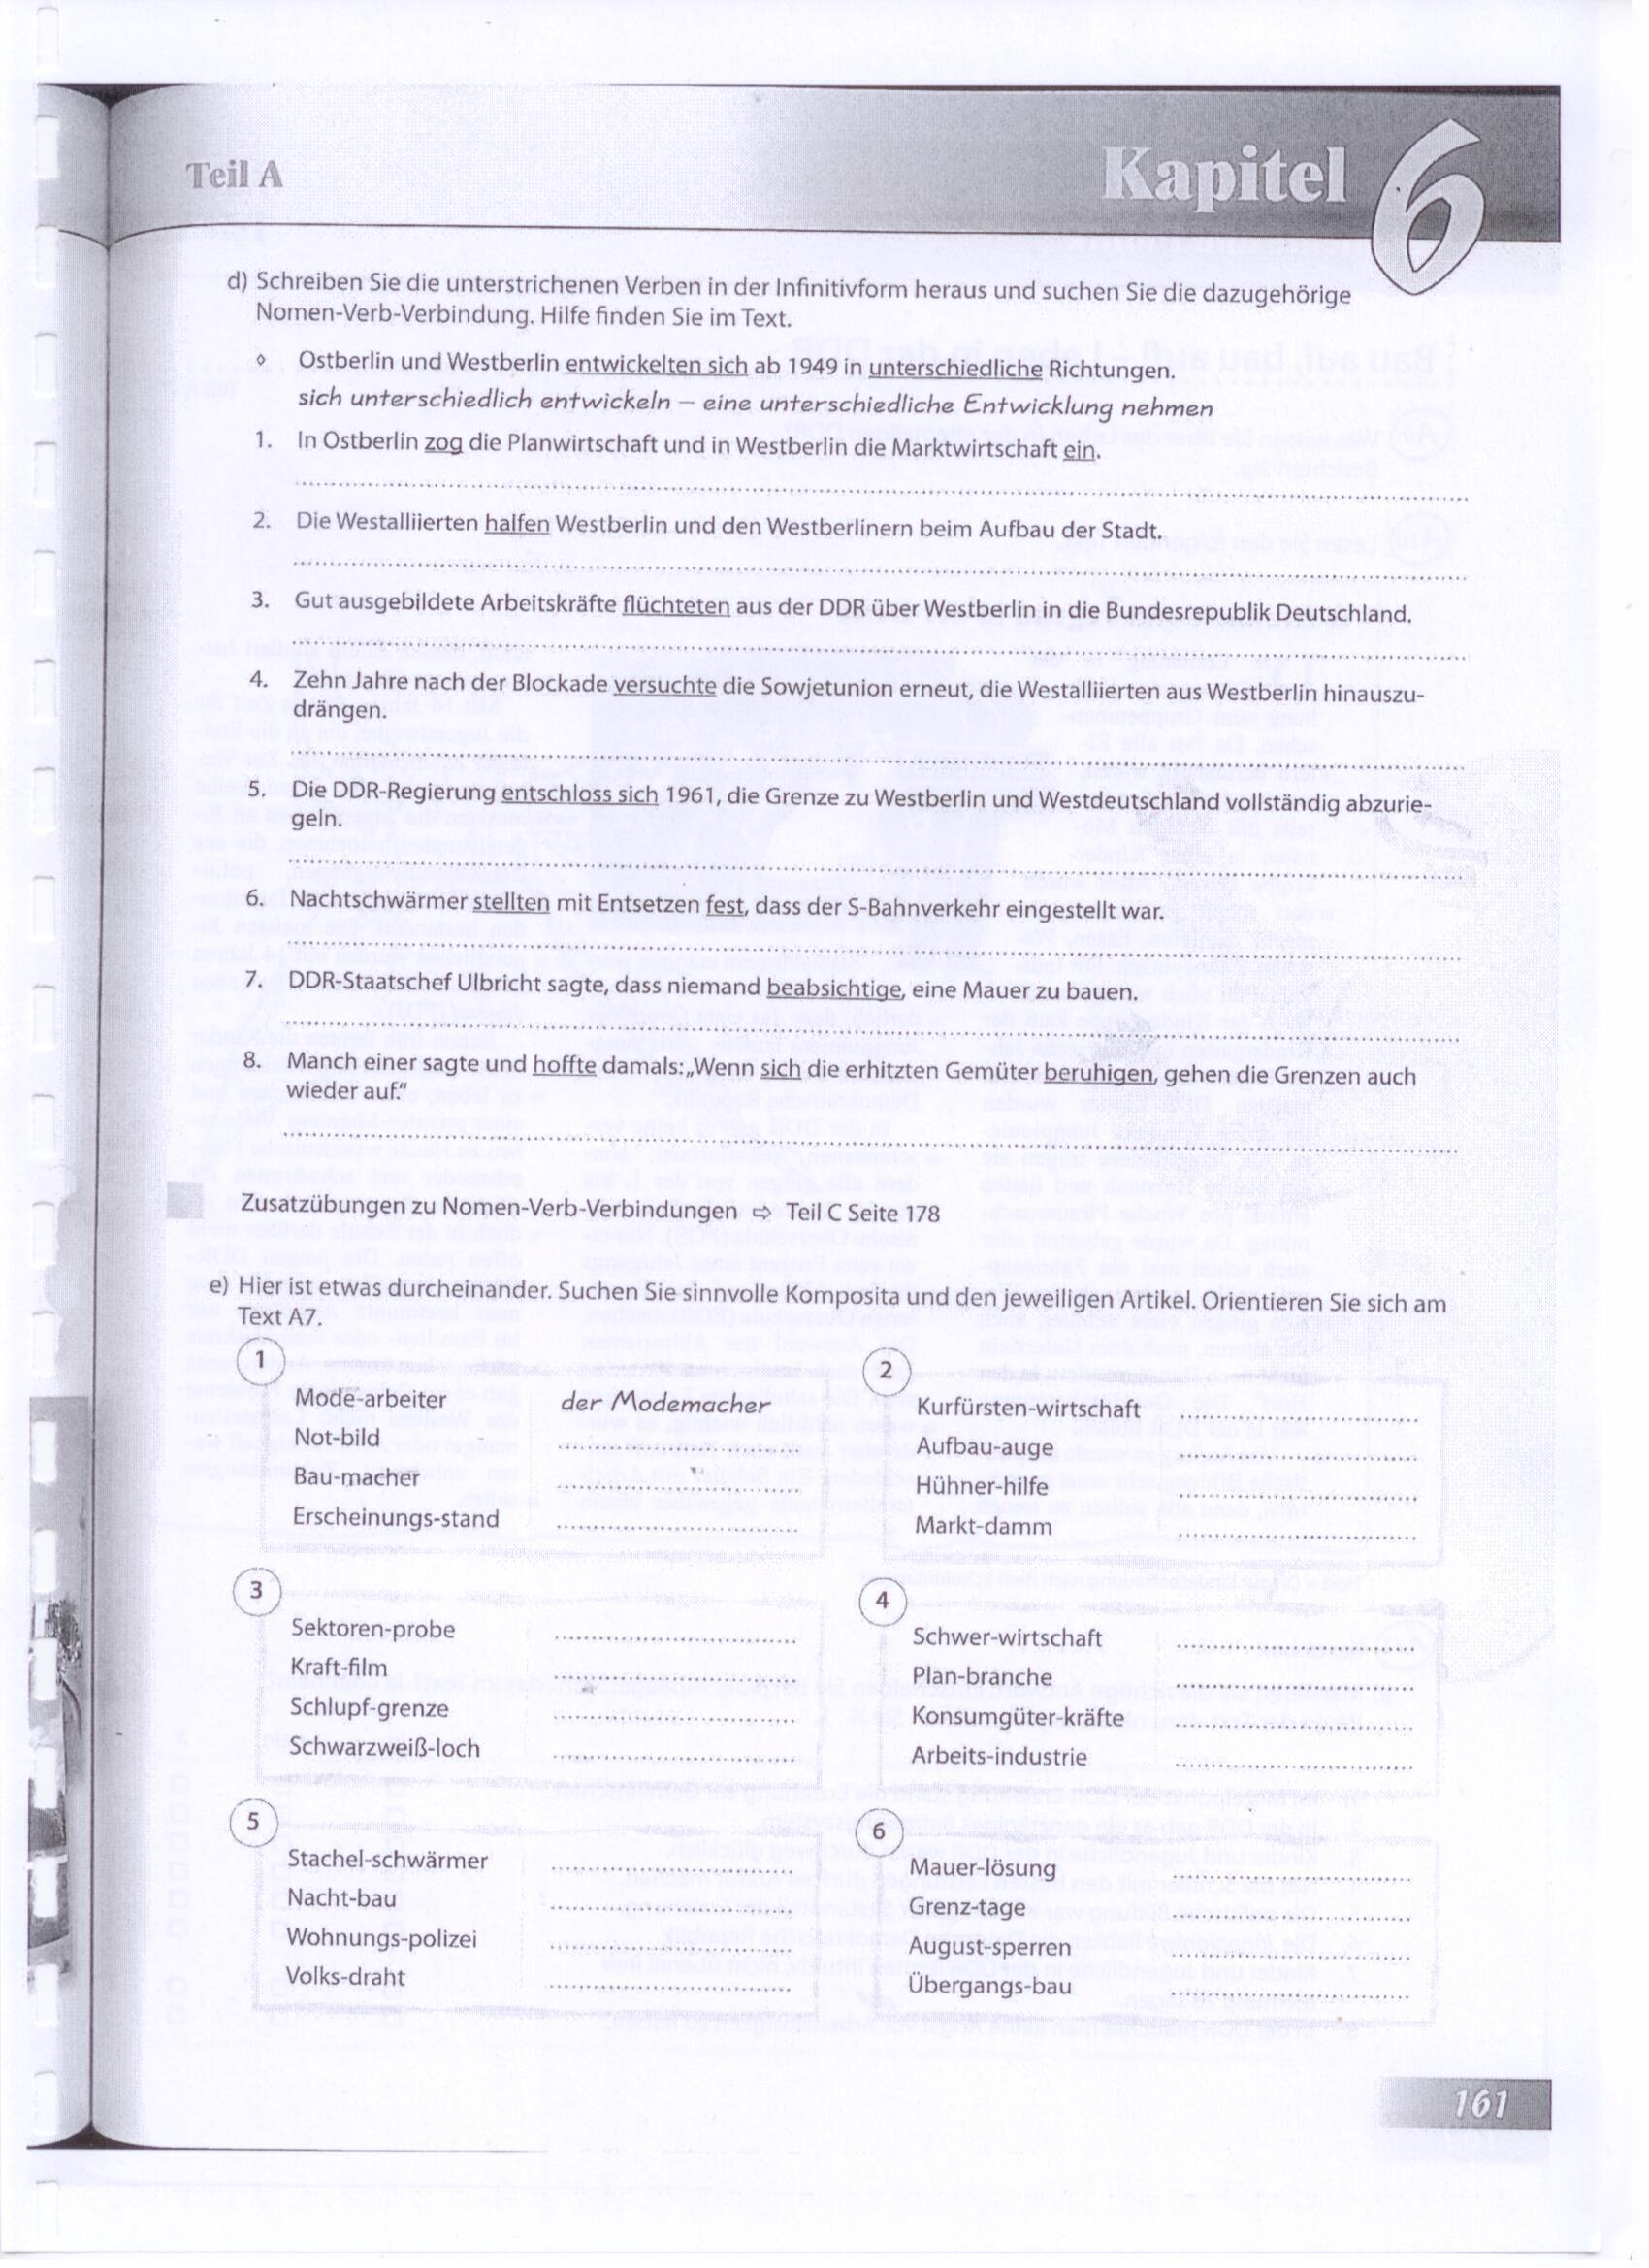 Teil A
Kapitel 6
d) Schreiben Sie die unterstrichenen Verben in der Infinitivform heraus und suchen Sie die dazugehörige
Nomen-Verb-Verbindung. Hilfe finden Sie im Text.
◊ Ostberlin und Westberlin entwickelten sich ab 1949 in unterschiedliche Richtungen.
sich unterschiedlich entwickeln – eine unterschiedliche Entwicklung nehmen
1. In Ostberlin zog die Planwirtschaft und in Westberlin die Marktwirtschaft ein.
2. Die Westalliierten halfen Westberlin und den Westberlinern beim Aufbau der Stadt.
3. Gut ausgebildete Arbeitskräfte flüchteten aus der DDR über Westberlin in die Bundesrepublik Deutschland.
4. Zehn Jahre nach der Blockade versuchte die Sowjetunion erneut, die Westalliierten aus Westberlin hinauszu-
drängen.
5. Die DDR-Regierung entschloss sich 1961, die Grenze zu Westberlin und Westdeutschland vollständig abzurie-
geln.
6. Nachtschwärmer stellten mit Entsetzen fest, dass der S-Bahnverkehr eingestellt war.
7. DDR-Staatschef Ulbricht sagte, dass niemand beabsichtige, eine Mauer zu bauen.
8. Manch einer sagte und hoffte damals: „Wenn sich die erhitzten Gemüter beruhigen, gehen die Grenzen auch
wieder auf.“
Zusatzübungen zu Nomen-Verb-Verbindungen ⇨ Teil C Seite 178
e) Hier ist etwas durcheinander. Suchen Sie sinnvolle Komposita und den jeweiligen Artikel. Orientieren Sie sich am
Text A7.
1
Mode-arbeiter der Modemacher
Not-bild
Bau-macher
Erscheinungs-stand
2
Kurfürsten-wirtschaft
Aufbau-auge
Hühner-hilfe
Markt-damm
3
Sektoren-probe
Kraft-film
Schlupf-grenze
Schwarzweiß-loch
4
Schwer-wirtschaft
Plan-branche
Konsumgüter-kräfte
Arbeits-industrie
5
Stachel-schwärmer
Nacht-bau
Wohnungs-polizei
Volks-draht
6
Mauer-lösung
Grenz-tage
August-sperren
Übergangs-bau
161